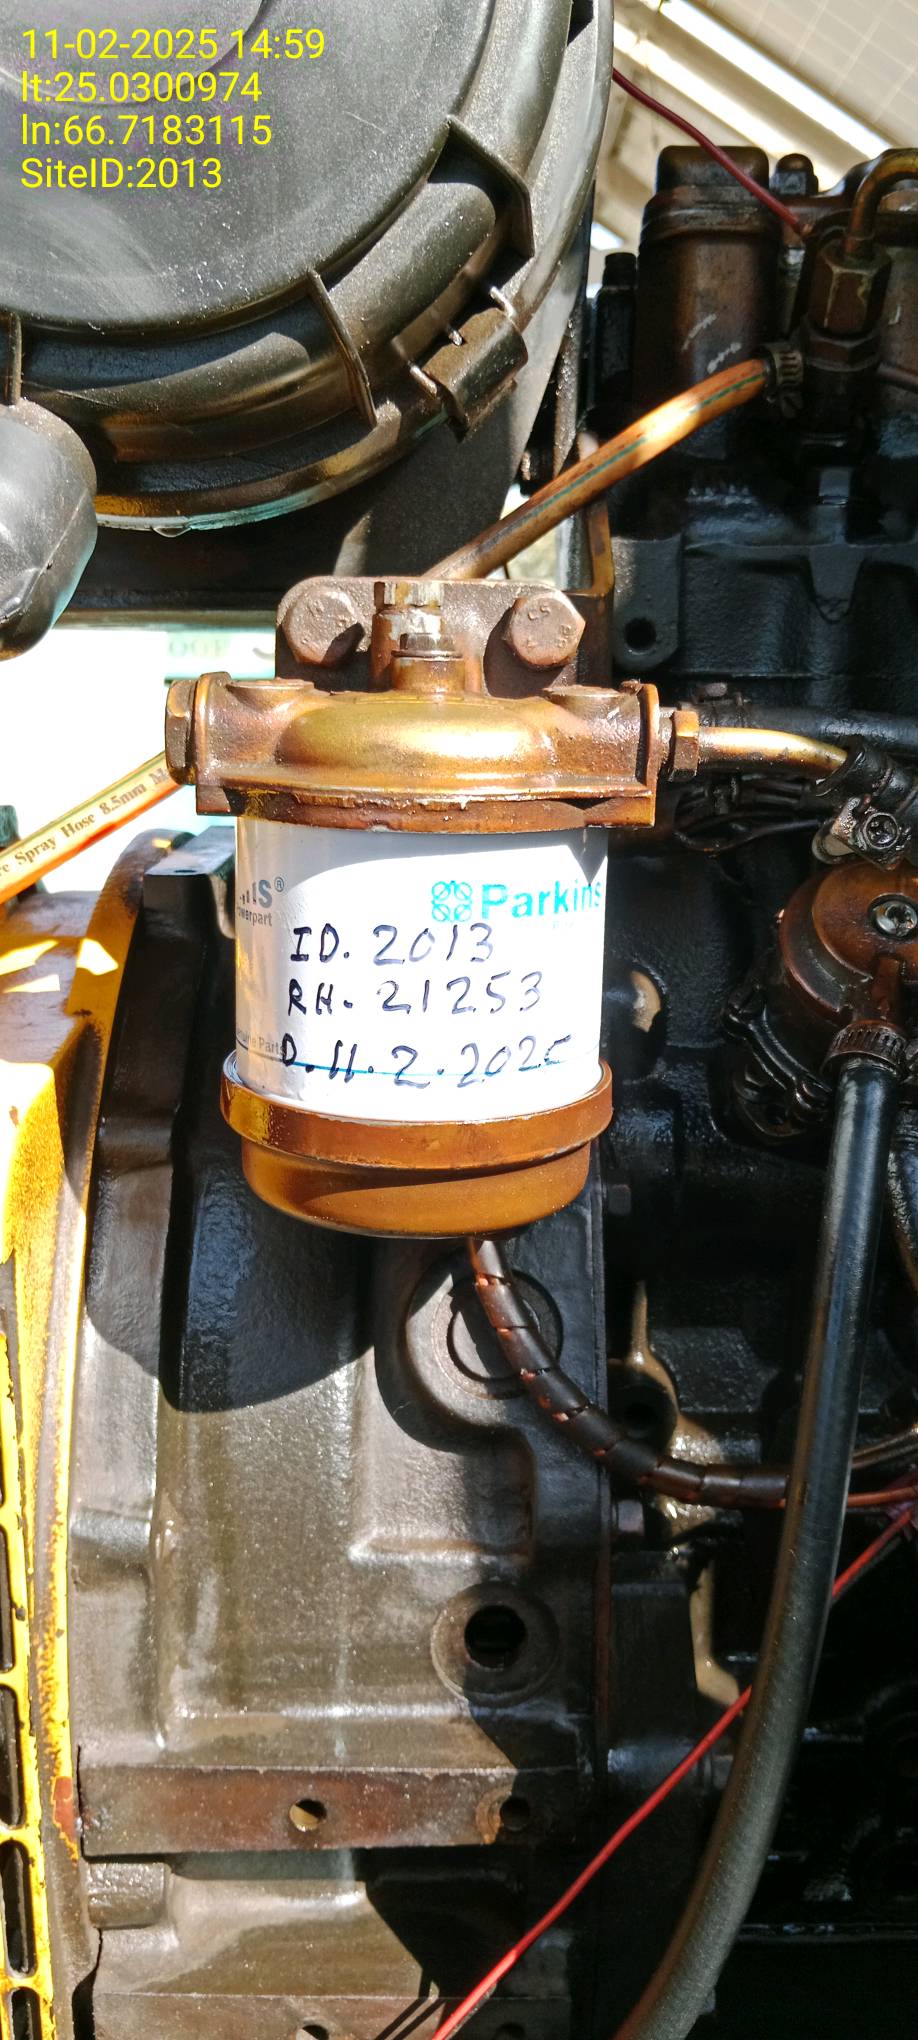 11-02-2025 14:59
lt:25.0300974
ln:66.7183115
SiteID:2013
Spray Hose 8.5mm
Parkins
ID. 2013
RH. 21253
D. 11.2.2025